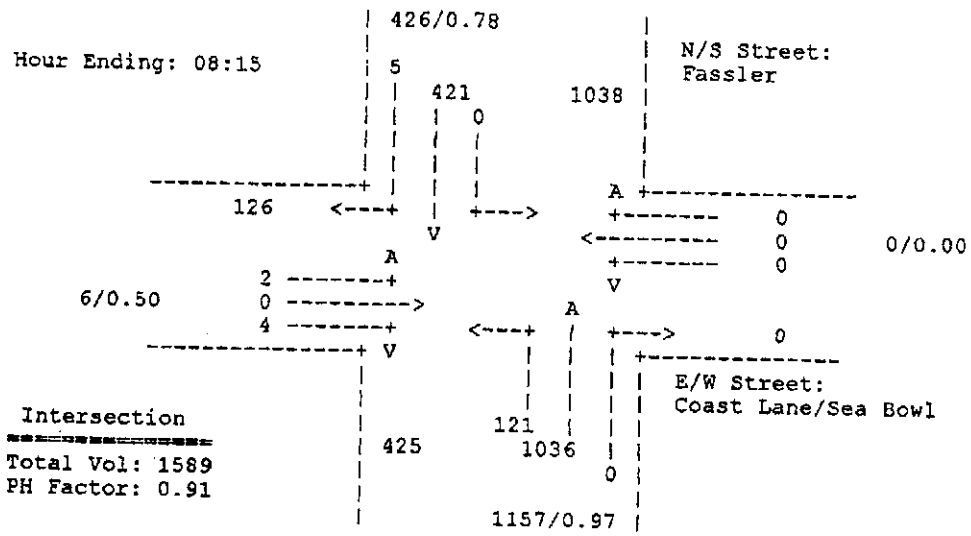 426/0.78
Hour Ending: 08:15
N/S Street:
Fassler
5
421
0
1038
126
0
0
0
0/0.00
2
0
4
6/0.50
0
E/W Street:
Coast Lane/Sea Bowl
Intersection
Total Vol: 1589
PH Factor: 0.91
425
121
1036
0
1157/0.97